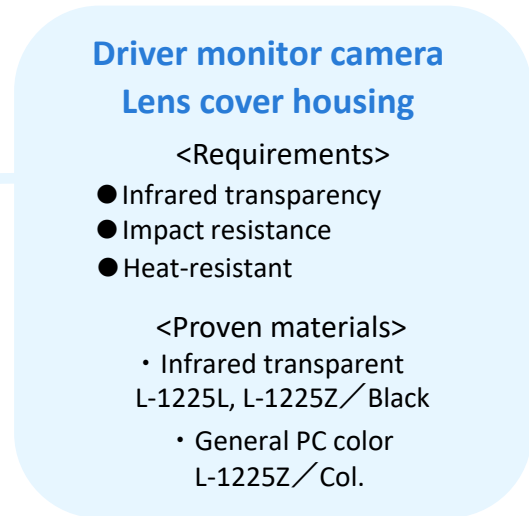 Driver monitor camera
Lens cover housing
<Requirements>
●Infrared transparency
●Impact resistance
●Heat-resistant
<Proven materials>
・Infrared transparent
L-1225L, L-1225Z／Black
・General PC color
L-1225Z／Col.